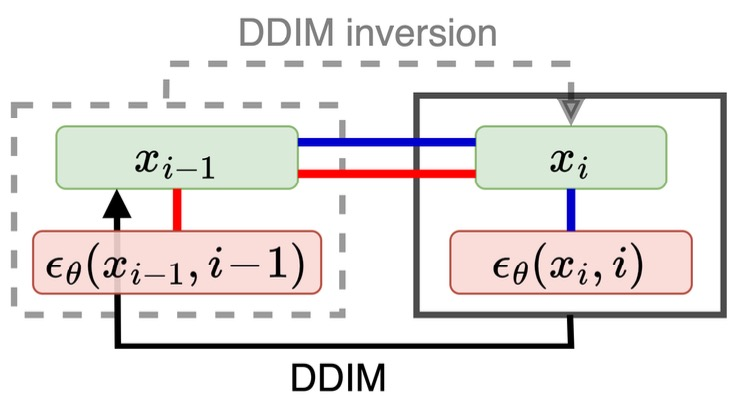 DDIM inversion
x_{i−1}
x_i
ϵ_θ(x_{i−1}, i−1)
ϵ_θ(x_i, i)
DDIM